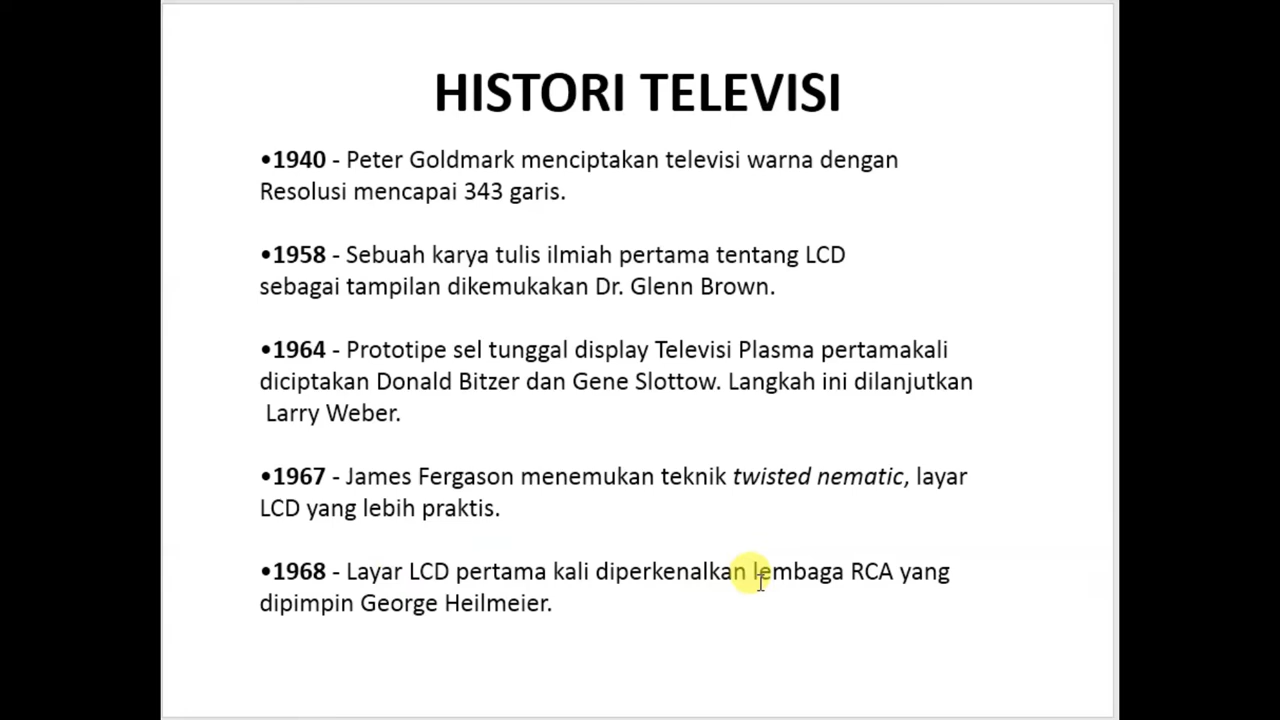 HISTORI TELEVISI
•1940 - Peter Goldmark menciptakan televisi warna dengan
Resolusi mencapai 343 garis.
•1958 - Sebuah karya tulis ilmiah pertama tentang LCD
sebagai tampilan dikemukakan Dr. Glenn Brown.
•1964 - Prototipe sel tunggal display Televisi Plasma pertamakali
diciptakan Donald Bitzer dan Gene Slottow. Langkah ini dilanjutkan
Larry Weber.
•1967 - James Fergason menemukan teknik twisted nematic, layar
LCD yang lebih praktis.
•1968 - Layar LCD pertama kali diperkenalkan lembaga RCA yang
dipimpin George Heilmeier.